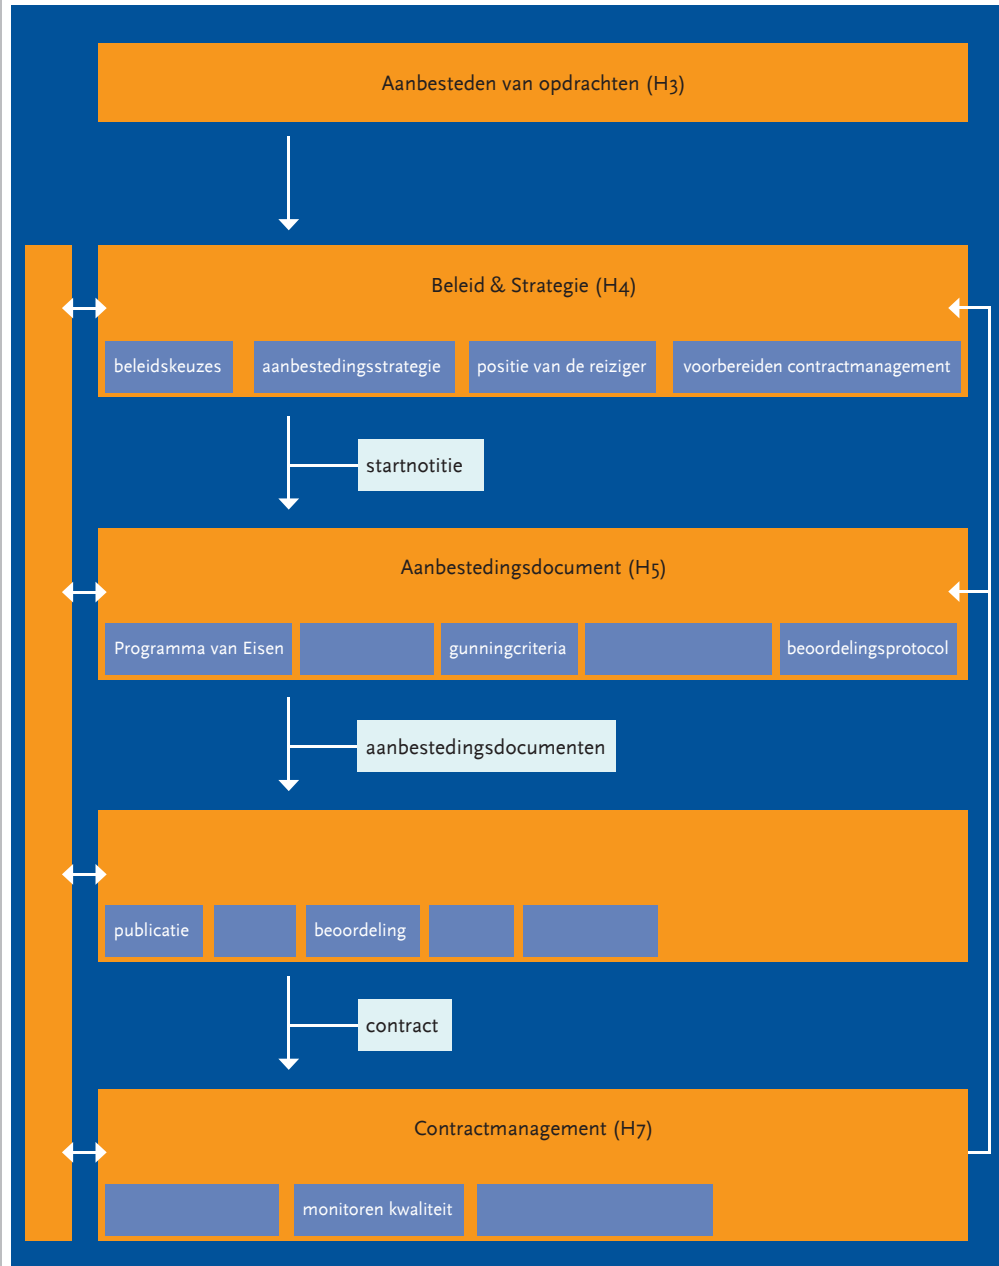 Aanbesteden van opdrachten (H3)
Beleid & Strategie (H4)
beleidskeuzes
aanbestedingsstrategie
positie van de reiziger
voorbereiden contractmanagement
startnotitie
Aanbestedingsdocument (H5)
Programma van Eisen
gunningcriteria
beoordelingsprotocol
aanbestedingsdocumenten
publicatie
beoordeling
contract
Contractmanagement (H7)
monitoren kwaliteit